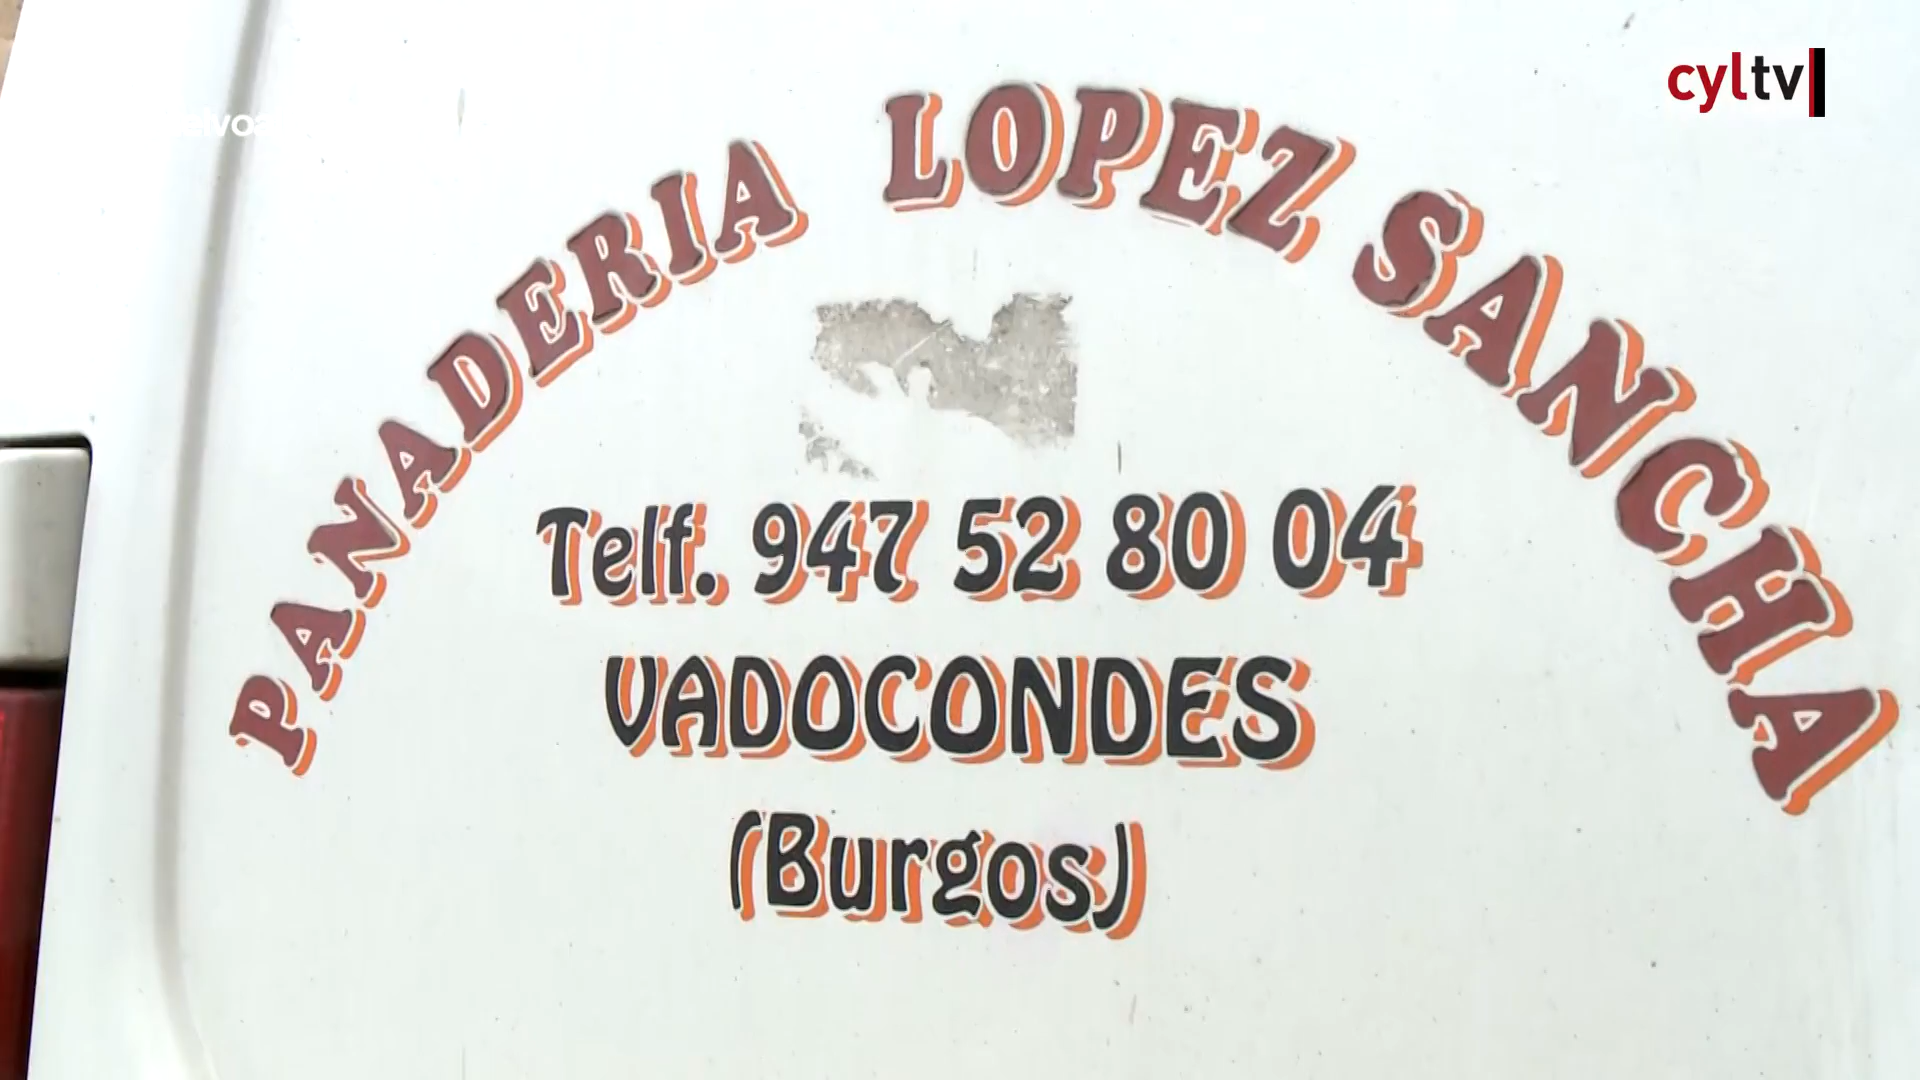 cyltv
PANADERIA LOPEZ SANCHA
Telf. 947 52 80 04
VADOCONDES
(Burgos)